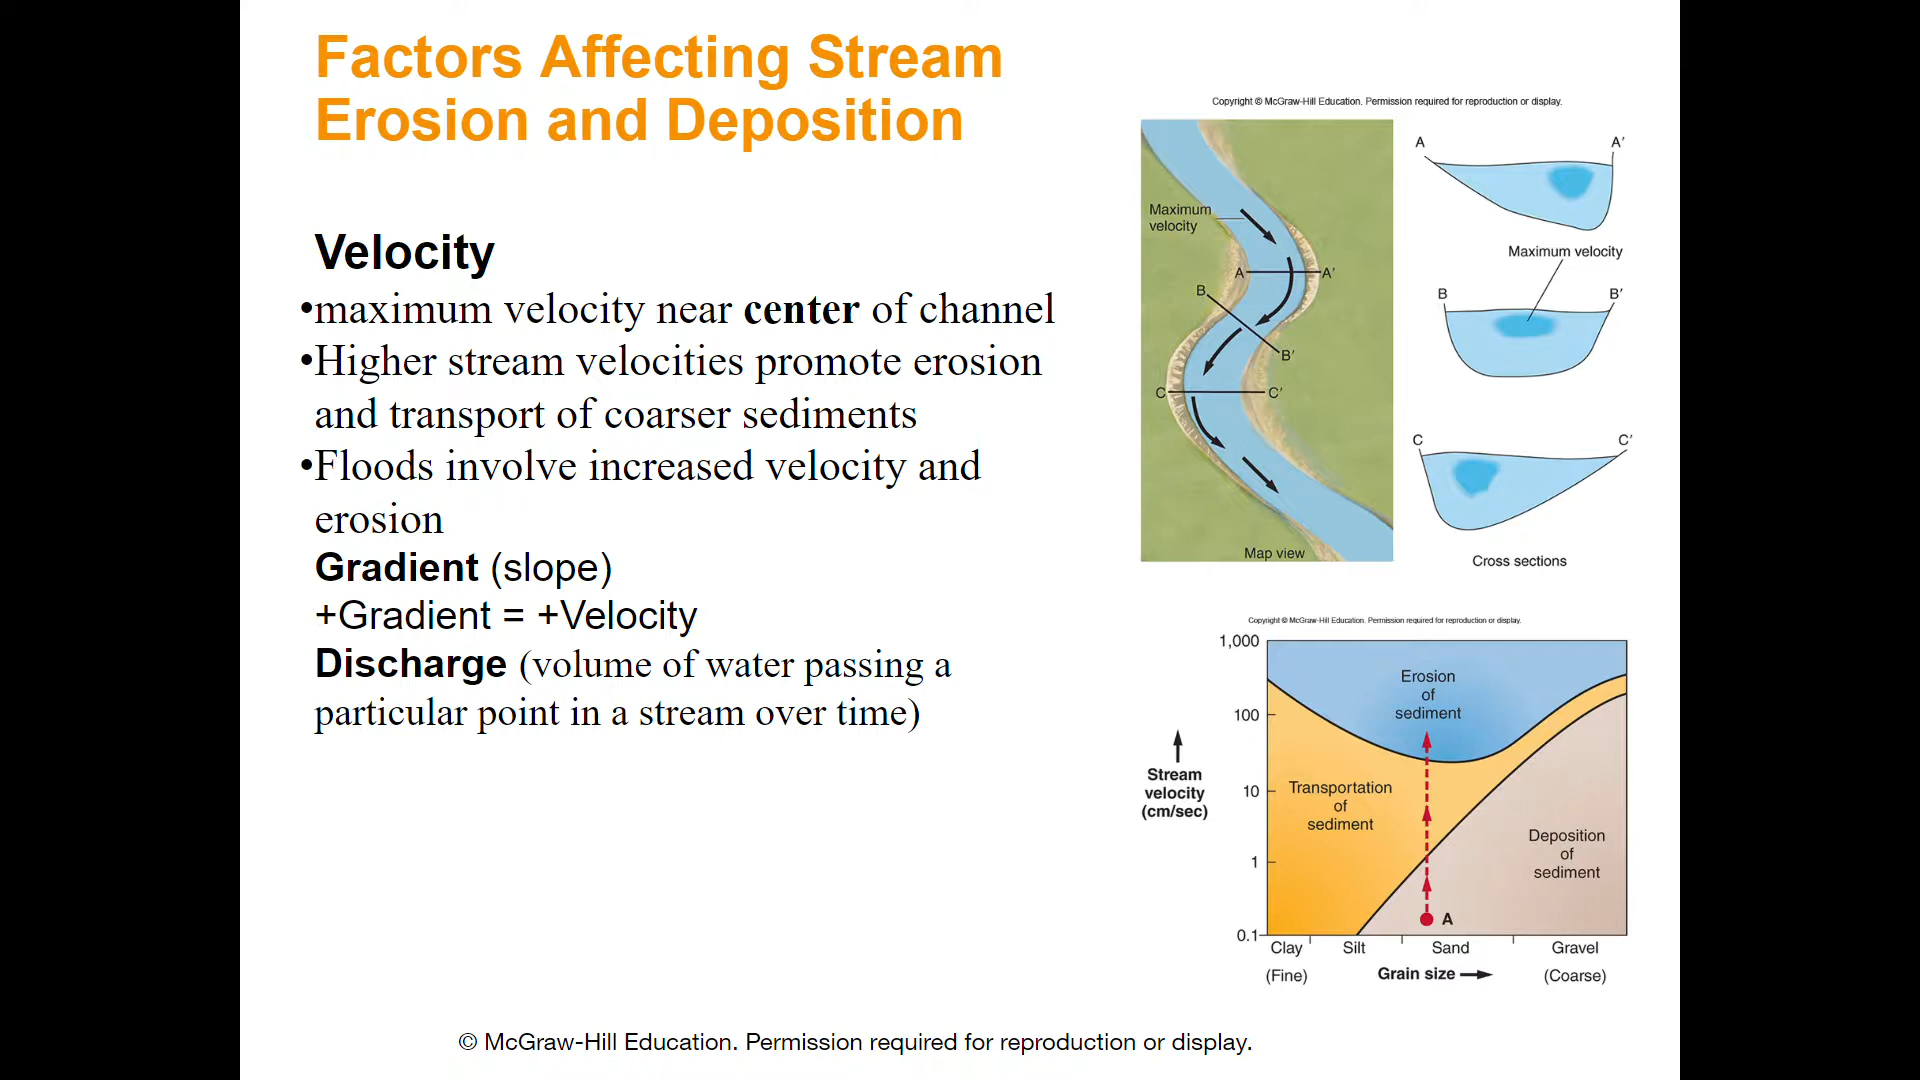 Factors Affecting Stream
Erosion and Deposition
Velocity
•maximum velocity near center of channel
•Higher stream velocities promote erosion
and transport of coarser sediments
•Floods involve increased velocity and
erosion
Gradient (slope)
+Gradient = +Velocity
Discharge (volume of water passing a
particular point in a stream over time)
Copyright © McGraw-Hill Education. Permission required for reproduction or display.
Maximum
velocity
A
A'
B
B'
C
C'
Map view
A
A'
Maximum velocity
B
B'
C
C'
Cross sections
Copyright © McGraw-Hill Education. Permission required for reproduction or display.
1,000
100
10
1
0.1
Stream
velocity
(cm/sec)
Erosion
of
sediment
Transportation
of
sediment
Deposition
of
sediment
A
Clay Silt Sand Gravel
(Fine) Grain size (Coarse)
© McGraw-Hill Education. Permission required for reproduction or display.